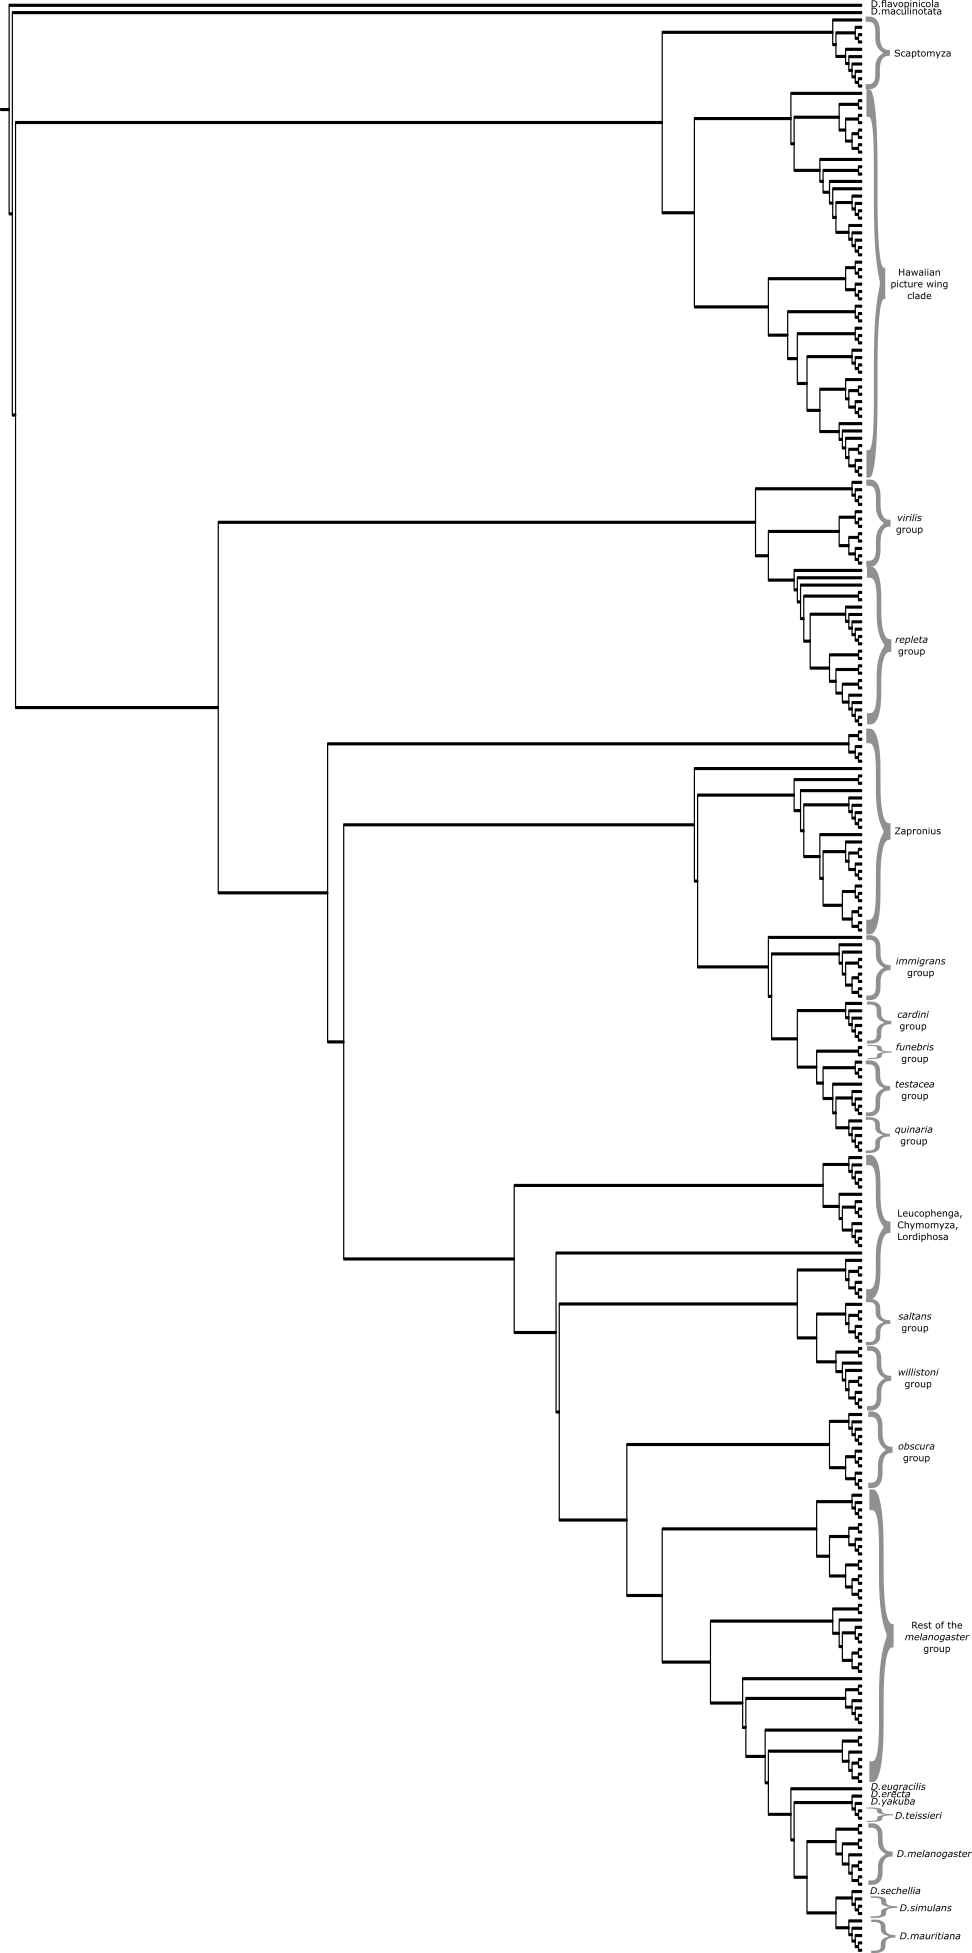 D.flavopinicola
D.maculinotata
Scaptomyza
Hawaiian
picture wing
clade
virilis
group
repleta
group
Zapronius
immigrans
group
cardini
group
funebris
group
testacea
group
quinaria
group
Leucophenga,
Chymomyza,
Lordiphosa
saltans
group
willistoni
group
obscura
group
Rest of the
melanogaster
group
D.eugracilis
D.erecta
D.yakuba
D.teissieri
D.melanogaster
D.sechellia
D.simulans
D.mauritiana